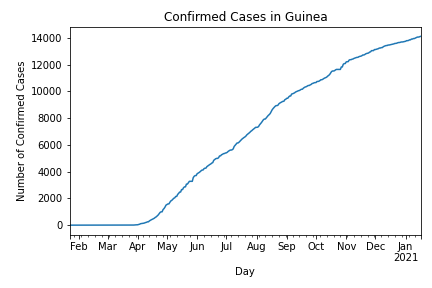 Confirmed Cases in Guinea
Number of Confirmed Cases
14000
12000
10000
8000
6000
4000
2000
0
Feb Mar Apr May Jun Jul Aug Sep Oct Nov Dec Jan
2021
Day